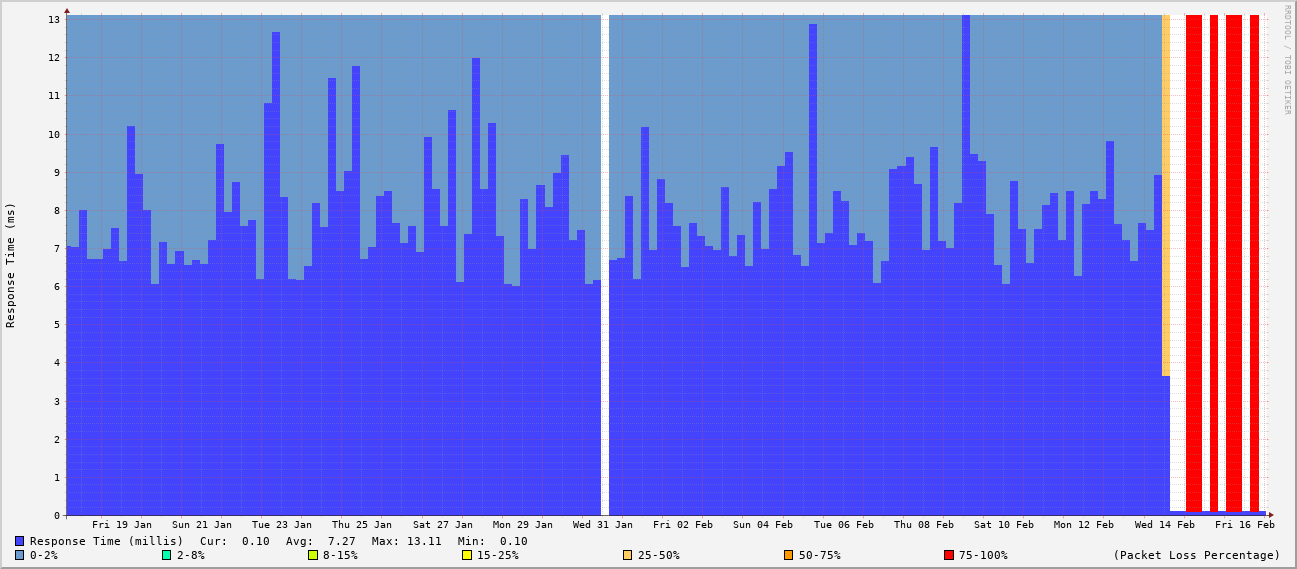 RRDTOOL / TOBI OETIKER
Response Time (ms)
13
12
11
10
9
8
7
6
5
4
3
2
1
0
Fri 19 Jan Sun 21 Jan Tue 23 Jan Thu 25 Jan Sat 27 Jan Mon 29 Jan Wed 31 Jan Fri 02 Feb Sun 04 Feb Tue 06 Feb Thu 08 Feb Sat 10 Feb Mon 12 Feb Wed 14 Feb Fri 16 Feb
Response Time (millis) Cur: 0.10 Avg: 7.27 Max: 13.11 Min: 0.10
0-2% 2-8% 8-15% 15-25% 25-50% 50-75% 75-100% (Packet Loss Percentage)